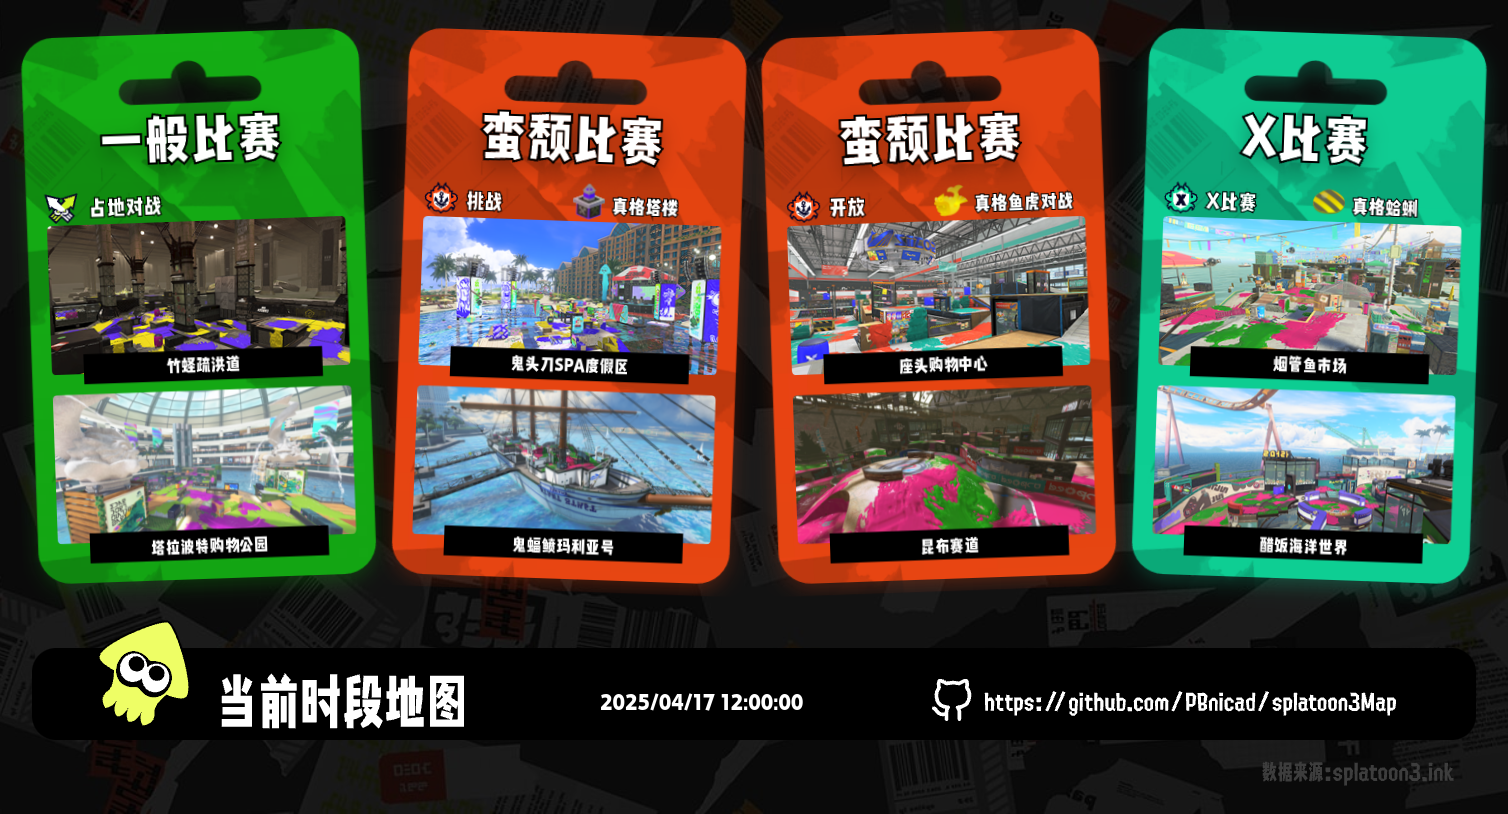 一般比赛
占地对战
竹蛏疏洪道
塔拉波特购物公园
蛮颓比赛
挑战
真格塔楼
鬼头刀SPA度假区
鬼蝠鲼玛利亚号
蛮颓比赛
开放
真格鱼虎对战
座头购物中心
昆布赛道
X比赛
X比赛
真格蛤蜊
烟管鱼市场
醋饭海洋世界
当前时段地图
2025/04/17 12:00:00
https://github.com/PBnicad/splatoon3Map
数据来源:splatoon3.ink